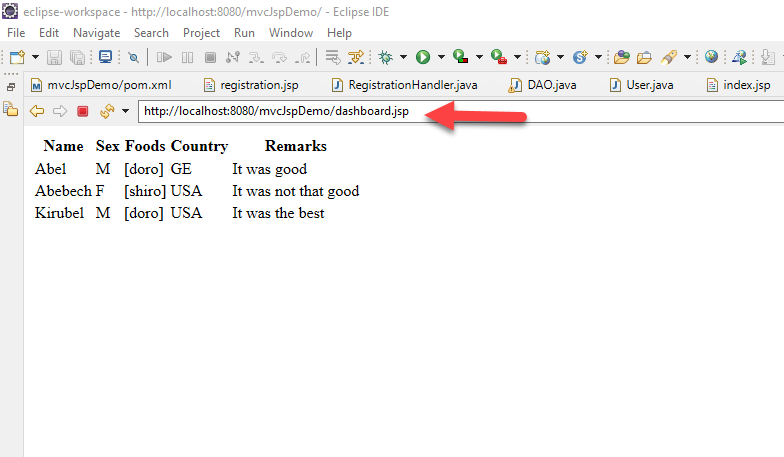 eclipse-workspace - http://localhost:8080/mvcJspDemo/ - Eclipse IDE
File Edit Navigate Search Project Run Window Help
mvcJspDemo/pom.xml registration.jsp RegistrationHandler.java DAO.java User.java index.jsp
http://localhost:8080/mvcJspDemo/dashboard.jsp
Name Sex Foods Country Remarks
Abel M [doro] GE It was good
Abebech F [shiro] USA It was not that good
Kirubel M [doro] USA It was the best